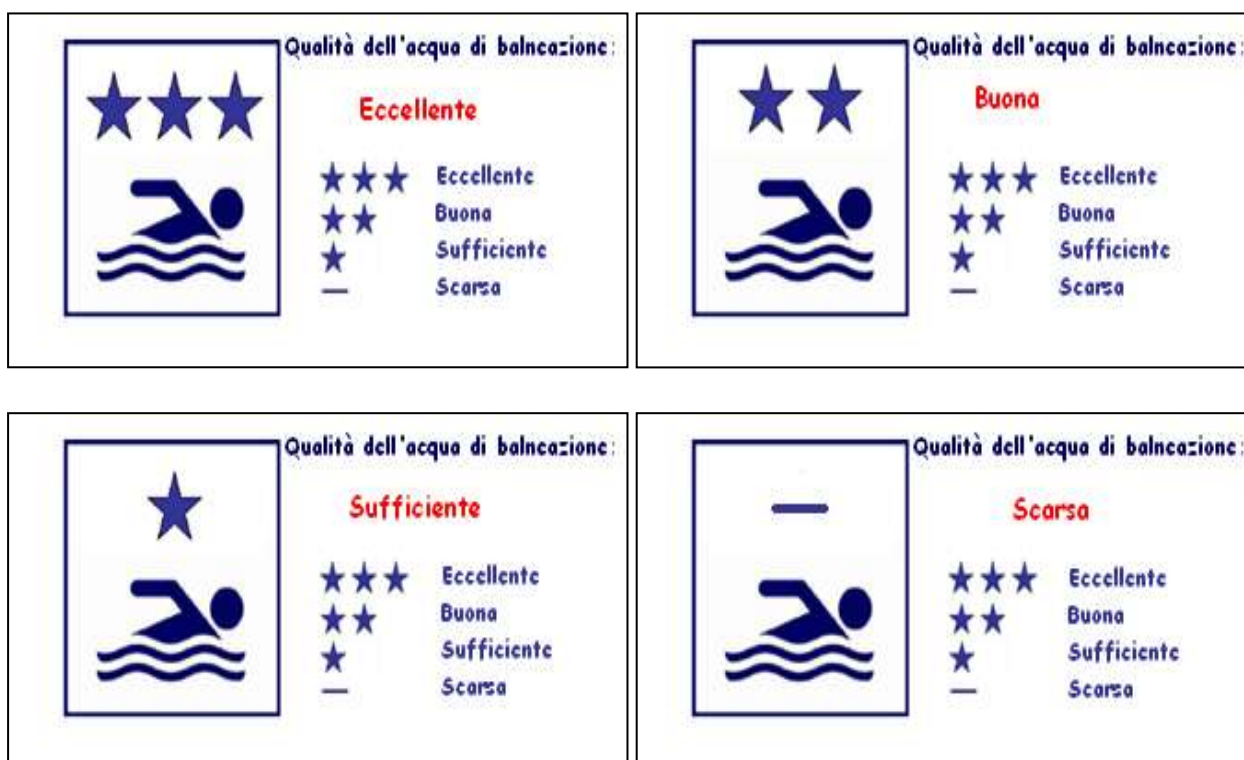 Qualità dell'acqua di balneazione:
Eccellente
Eccellente
Buona
Sufficiente
Scarsa
Qualità dell'acqua di balneazione:
Buona
Eccellente
Buona
Sufficiente
Scarsa
Qualità dell'acqua di balneazione:
Sufficiente
Eccellente
Buona
Sufficiente
Scarsa
Qualità dell'acqua di balneazione:
Scarsa
Eccellente
Buona
Sufficiente
Scarsa